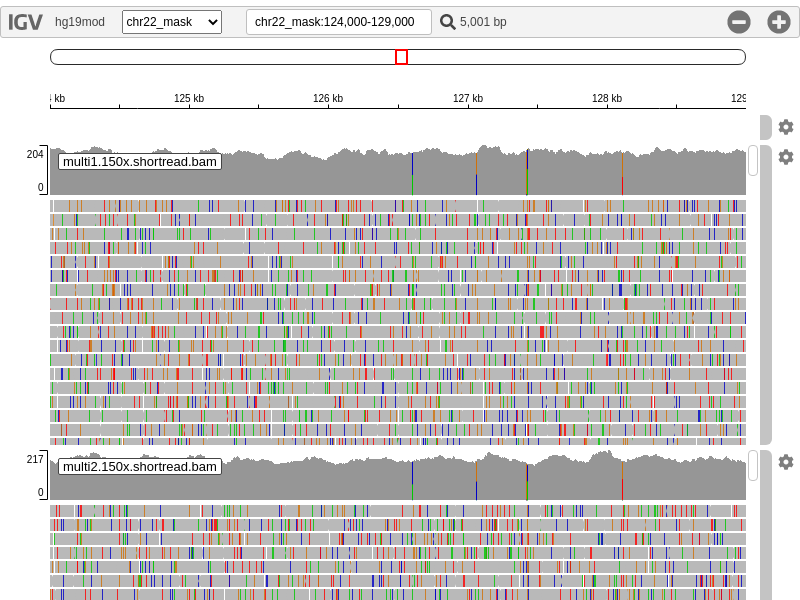 IGV hg19mod chr22_mask chr22_mask:124,000-129,000 5,001 bp
kb 125 kb 126 kb 127 kb 128 kb 129
204
multi1.150x.shortread.bam
0
217
multi2.150x.shortread.bam
0